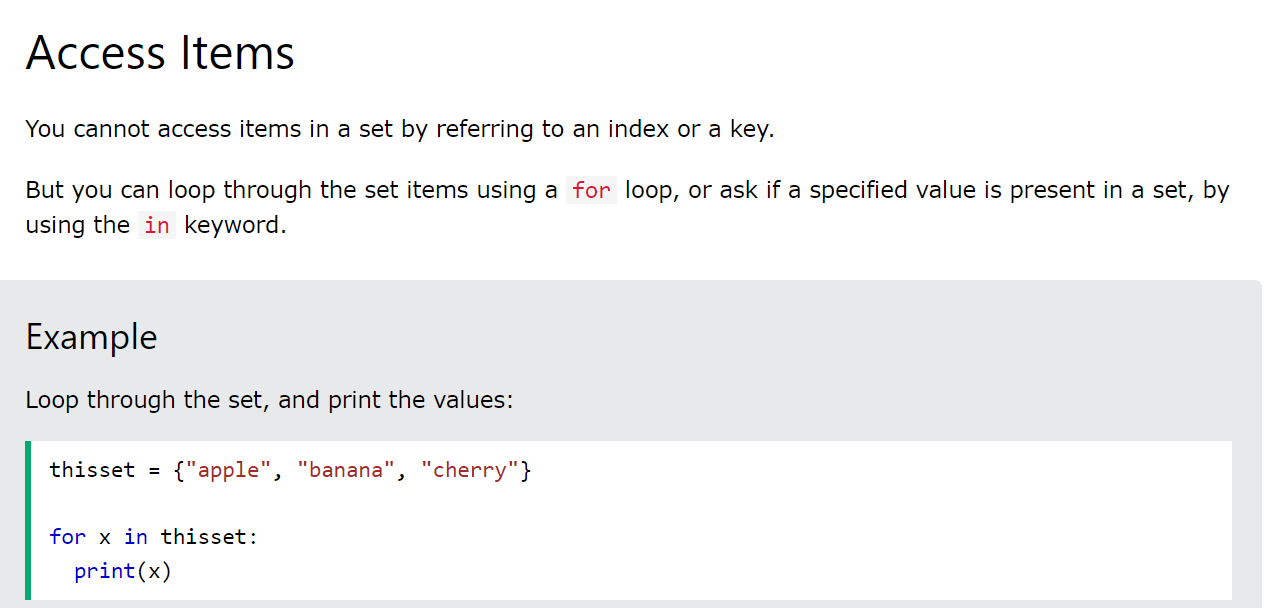 Access Items
You cannot access items in a set by referring to an index or a key.
But you can loop through the set items using a for loop, or ask if a specified value is present in a set, by
using the in keyword.
Example
Loop through the set, and print the values:
thisset = {"apple", "banana", "cherry"}
for x in thisset:
  print(x)